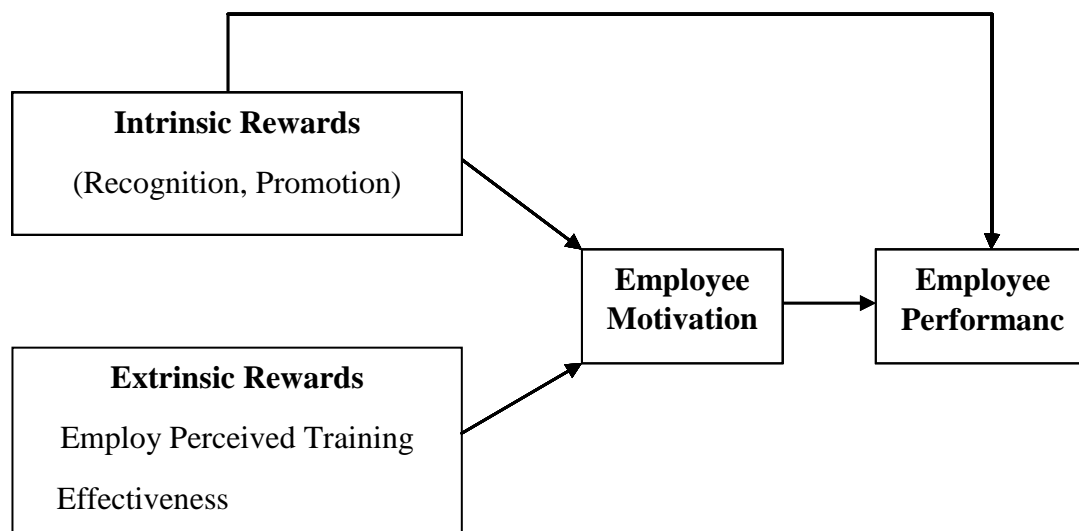 Intrinsic Rewards
(Recognition, Promotion)
Employee
Motivation
Employee
Performanc
Extrinsic Rewards
Employ Perceived Training
Effectiveness